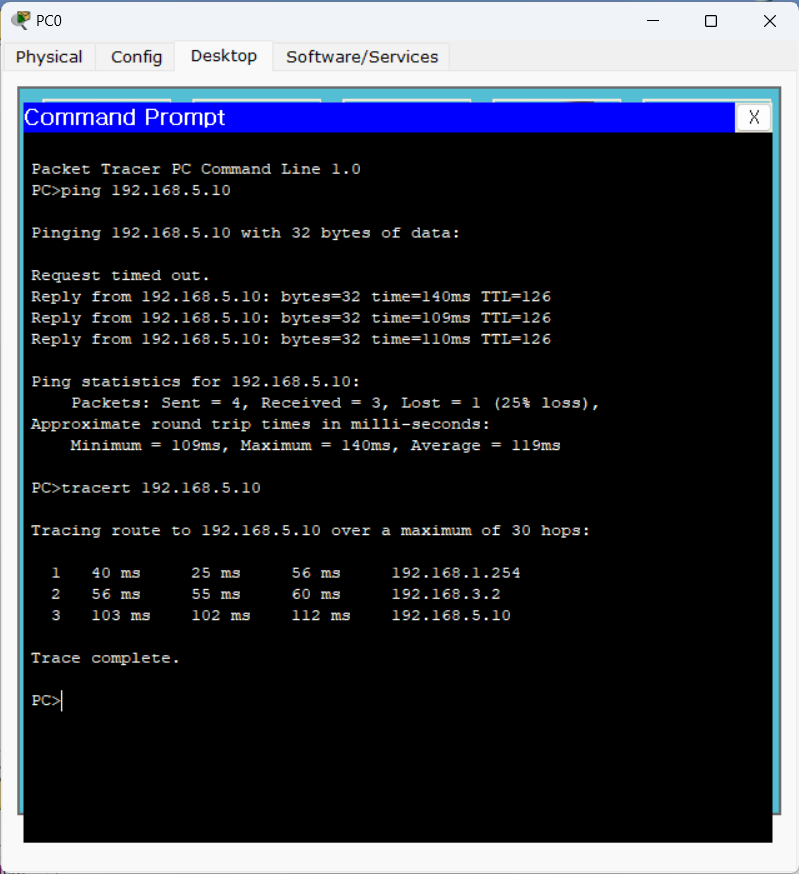 PC0
Physical Config Desktop Software/Services
Command Prompt X
Packet Tracer PC Command Line 1.0
PC>ping 192.168.5.10
Pinging 192.168.5.10 with 32 bytes of data:
Request timed out.
Reply from 192.168.5.10: bytes=32 time=140ms TTL=126
Reply from 192.168.5.10: bytes=32 time=109ms TTL=126
Reply from 192.168.5.10: bytes=32 time=110ms TTL=126
Ping statistics for 192.168.5.10:
Packets: Sent = 4, Received = 3, Lost = 1 (25% loss),
Approximate round trip times in milli-seconds:
Minimum = 109ms, Maximum = 140ms, Average = 119ms
PC>tracert 192.168.5.10
Tracing route to 192.168.5.10 over a maximum of 30 hops:
1 40 ms 25 ms 56 ms 192.168.1.254
2 56 ms 55 ms 60 ms 192.168.3.2
3 103 ms 102 ms 112 ms 192.168.5.10
Trace complete.
PC>